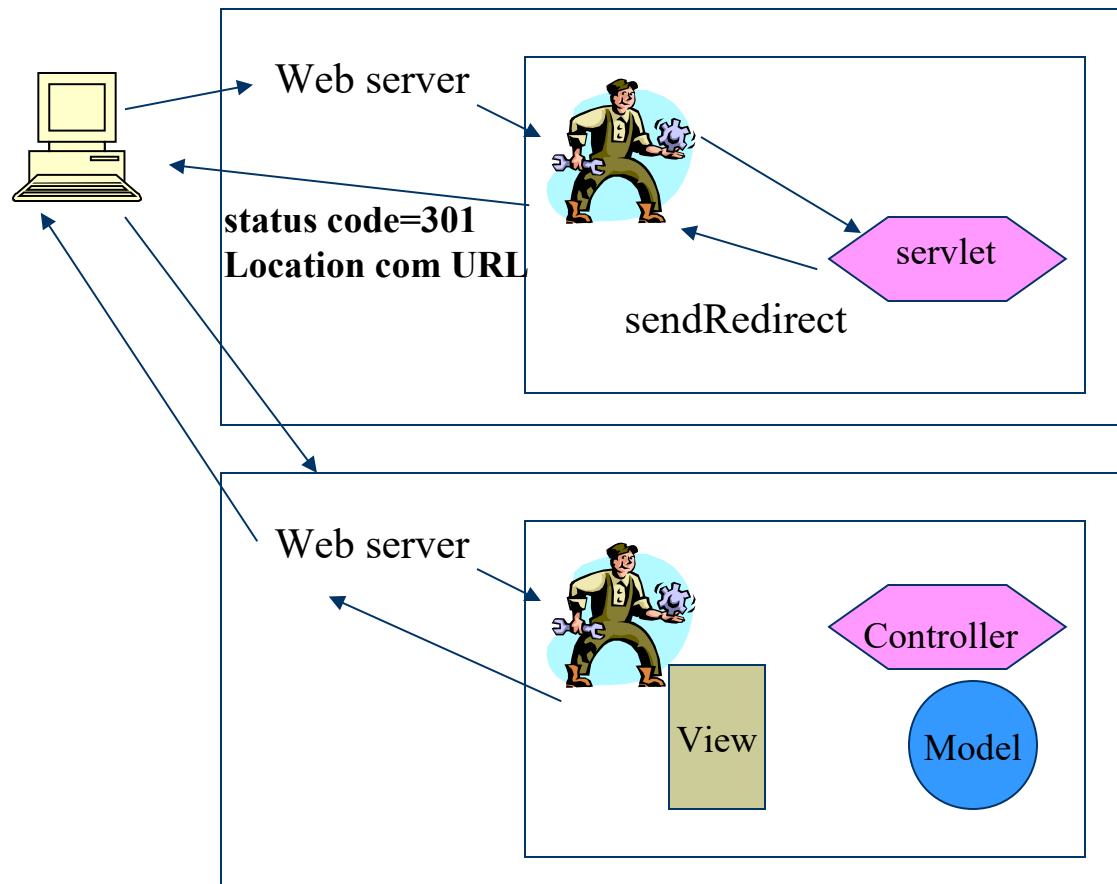 Web server
status code=301
Location com URL
servlet
sendRedirect
Web server
Controller
View
Model